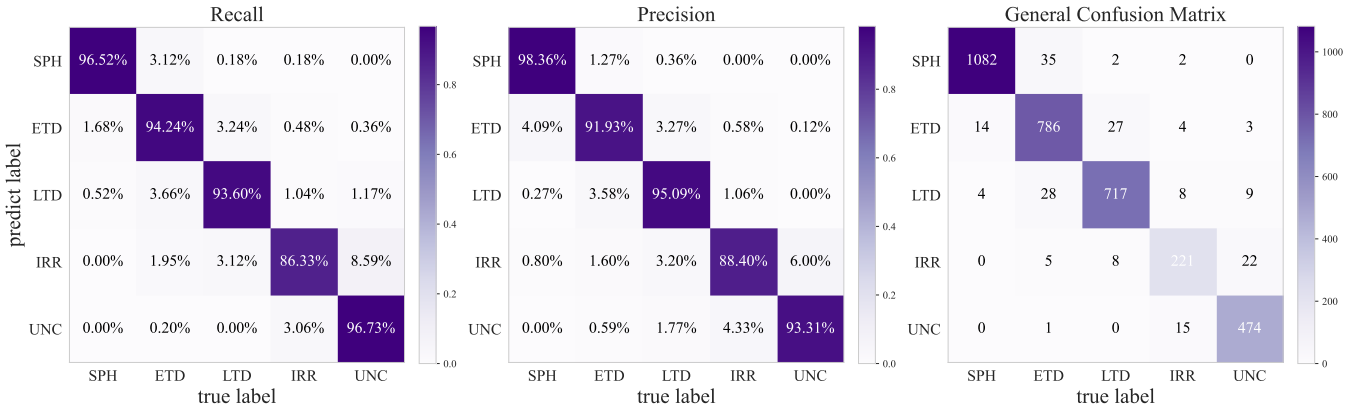 Recall
Precision
General Confusion Matrix
predict label
SPH 96.52% 3.12% 0.18% 0.18% 0.00%
ETD 1.68% 94.24% 3.24% 0.48% 0.36%
LTD 0.52% 3.66% 93.60% 1.04% 1.17%
IRR 0.00% 1.95% 3.12% 86.33% 8.59%
UNC 0.00% 0.20% 0.00% 3.06% 96.73%
SPH ETD LTD IRR UNC
true label
0.8
0.6
0.4
0.2
0.0
SPH 98.36% 1.27% 0.36% 0.00% 0.00%
ETD 4.09% 91.93% 3.27% 0.58% 0.12%
LTD 0.27% 3.58% 95.09% 1.06% 0.00%
IRR 0.80% 1.60% 3.20% 88.40% 6.00%
UNC 0.00% 0.59% 1.77% 4.33% 93.31%
SPH ETD LTD IRR UNC
true label
0.8
0.6
0.4
0.2
0.0
SPH 1082 35 2 2 0
ETD 14 786 27 4 3
LTD 4 28 717 8 9
IRR 0 5 8 221 22
UNC 0 1 0 15 474
SPH ETD LTD IRR UNC
true label
1000
800
600
400
200
0